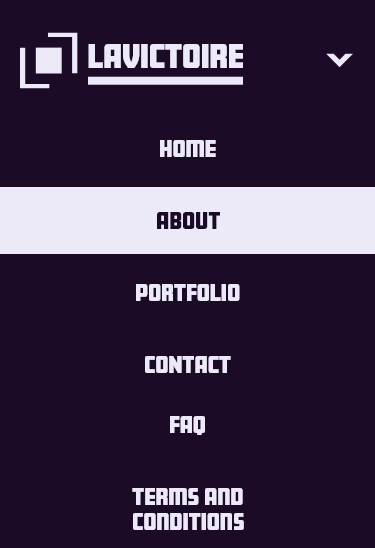 LAVICTOIRE
HOME
ABOUT
PORTFOLIO
CONTACT
FAQ
TERMS AND
CONDITIONS